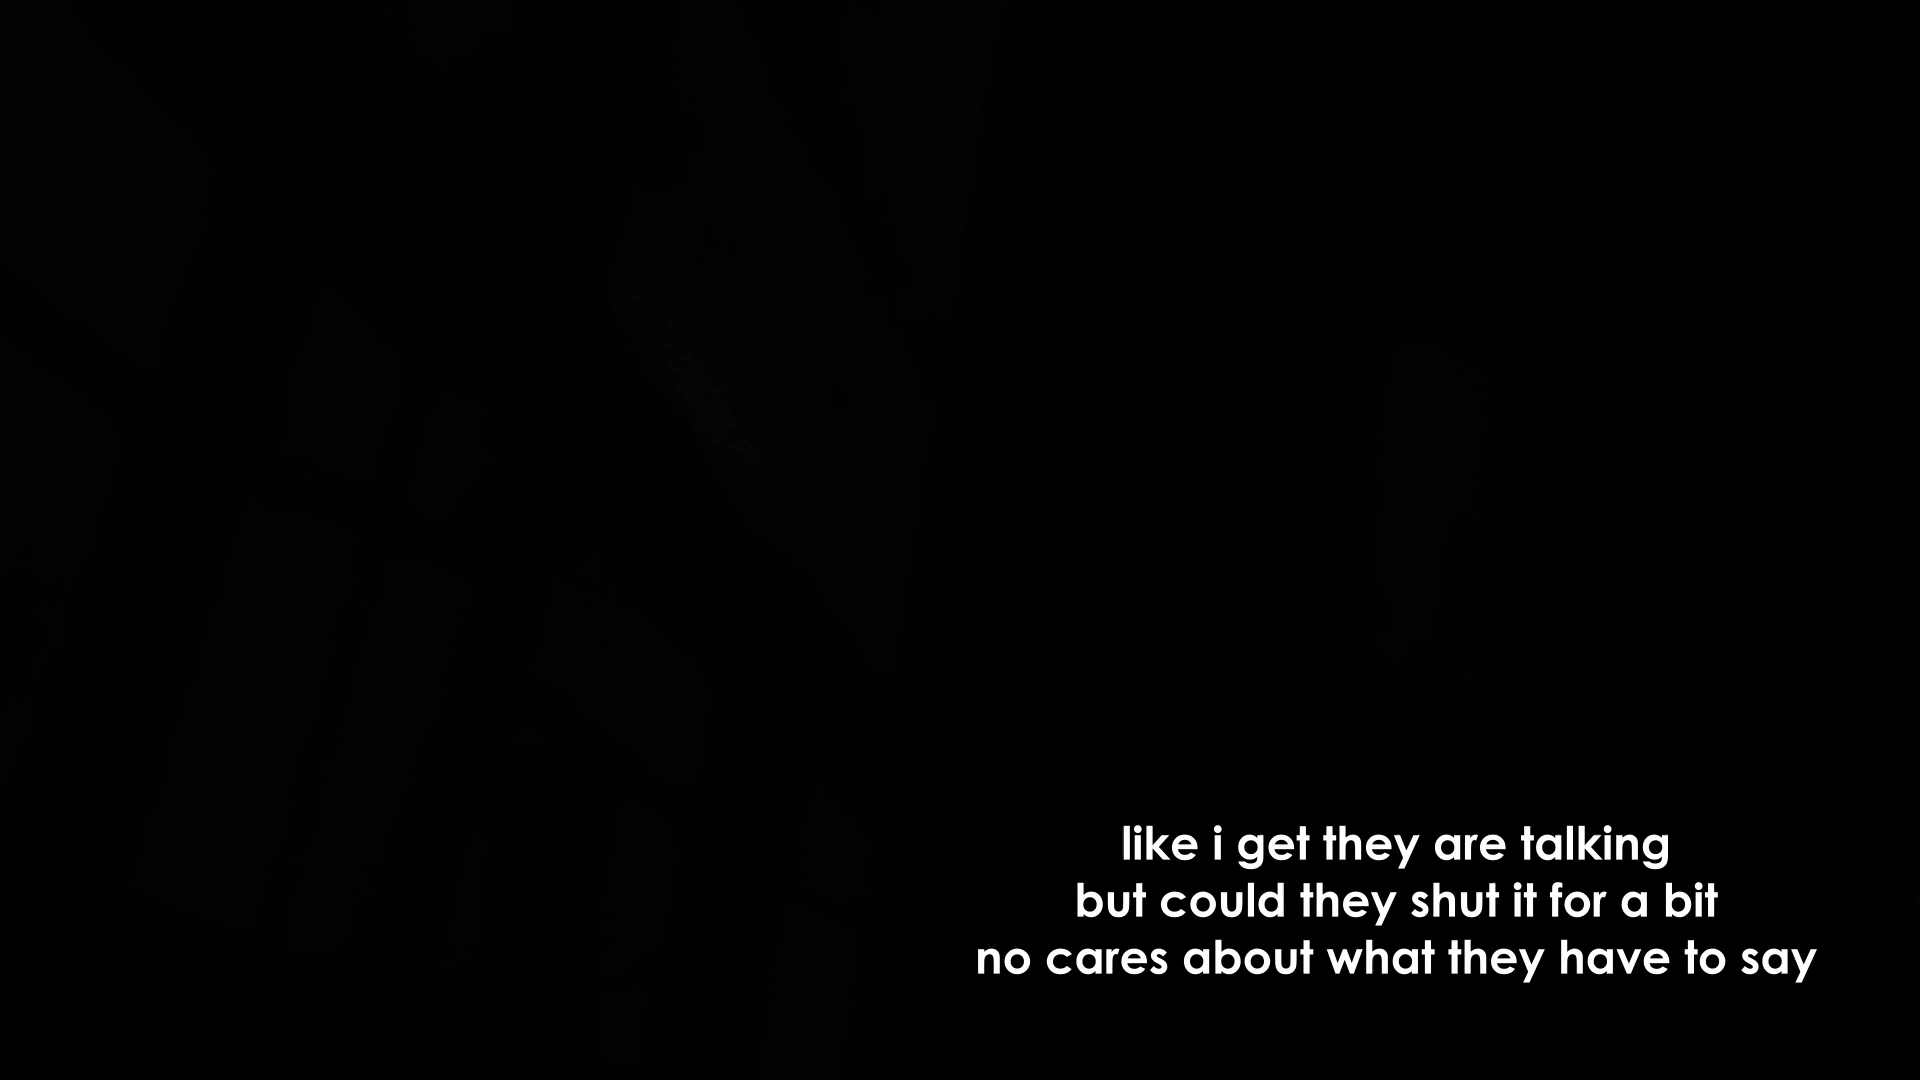 like i get they are talking
but could they shut it for a bit
no cares about what they have to say